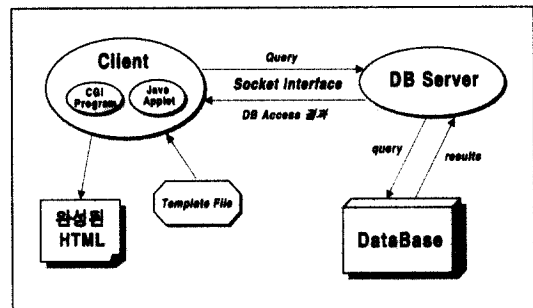 Client
CGI
Program
Java
Applet
Query
Socket Interface
DB Access 결과
DB Server
query
results
Template File
완성된
HTML
DataBase